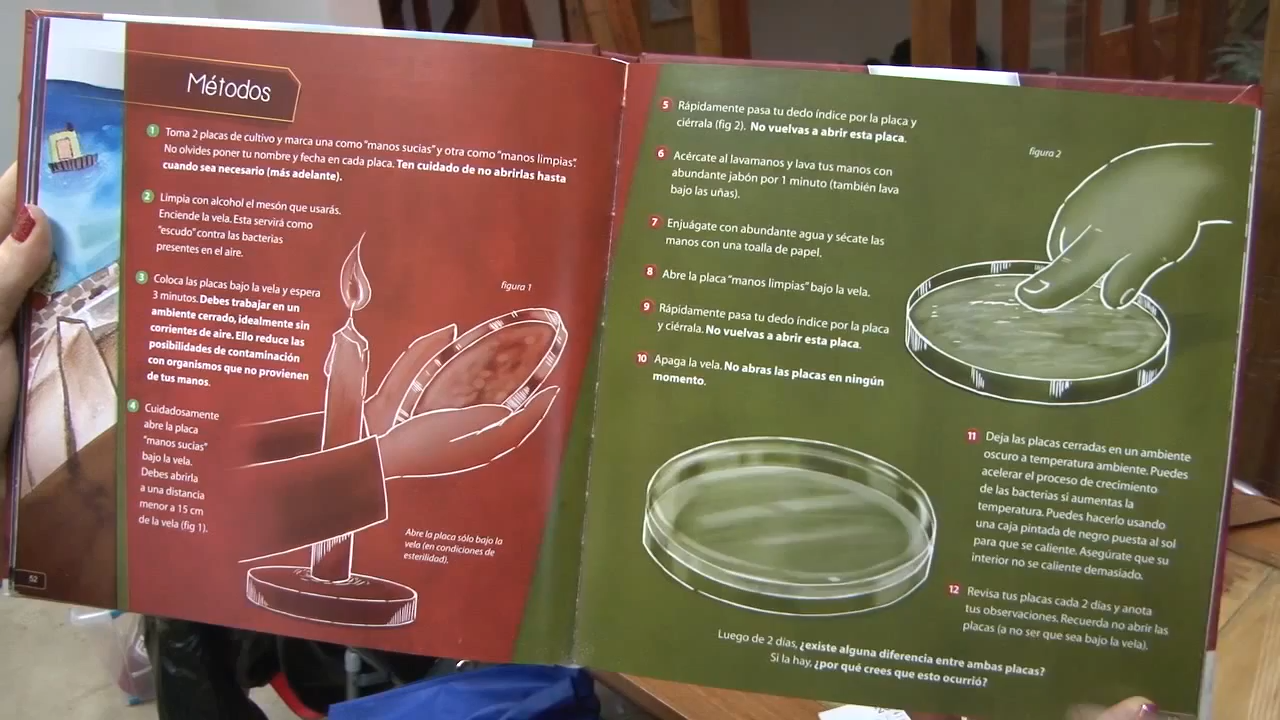 Métodos
1 Toma 2 placas de cultivo y marca una como "manos sucias" y otra como "manos limpias".
No olvides poner tu nombre y fecha en cada placa. Ten cuidado de no abrirlas hasta
cuando sea necesario (más adelante).
2 Limpia con alcohol el mesón que usarás.
Enciende la vela. Esta servirá como
"escudo" contra las bacterias
presentes en el aire.
3 Coloca las placas bajo la vela y espera
3 minutos. Debes trabajar en un
ambiente cerrado, idealmente sin
corrientes de aire. Ello reduce las
posibilidades de contaminación
con organismos que no provienen
de tus manos.
4 Cuidadosamente
abre la placa
"manos sucias"
bajo la vela.
Debes abrirla
a una distancia
menor a 15 cm
de la vela (fig 1).
figura 1
Abre la placa sólo bajo la
vela (en condiciones de
esterilidad).
52
5 Rápidamente pasa tu dedo índice por la placa y
ciérrala (fig 2). No vuelvas a abrir esta placa.
6 Acércate al lavamanos y lava tus manos con
abundante jabón por 1 minuto (también lava
bajo las uñas).
7 Enjuágate con abundante agua y sécate las
manos con una toalla de papel.
8 Abre la placa "manos limpias" bajo la vela.
9 Rápidamente pasa tu dedo índice por la placa
y ciérrala. No vuelvas a abrir esta placa.
10 Apaga la vela. No abras las placas en ningún
momento.
figura 2
11 Deja las placas cerradas en un ambiente
oscuro a temperatura ambiente. Puedes
acelerar el proceso de crecimiento
de las bacterias si aumentas la
temperatura. Puedes hacerlo usando
una caja pintada de negro puesta al sol
para que se caliente. Asegúrate que su
interior no se caliente demasiado.
12 Revisa tus placas cada 2 días y anota
tus observaciones. Recuerda no abrir las
placas (a no ser que sea bajo la vela).
Luego de 2 días, ¿existe alguna diferencia entre ambas placas?
Si la hay, ¿por qué crees que esto ocurrió?